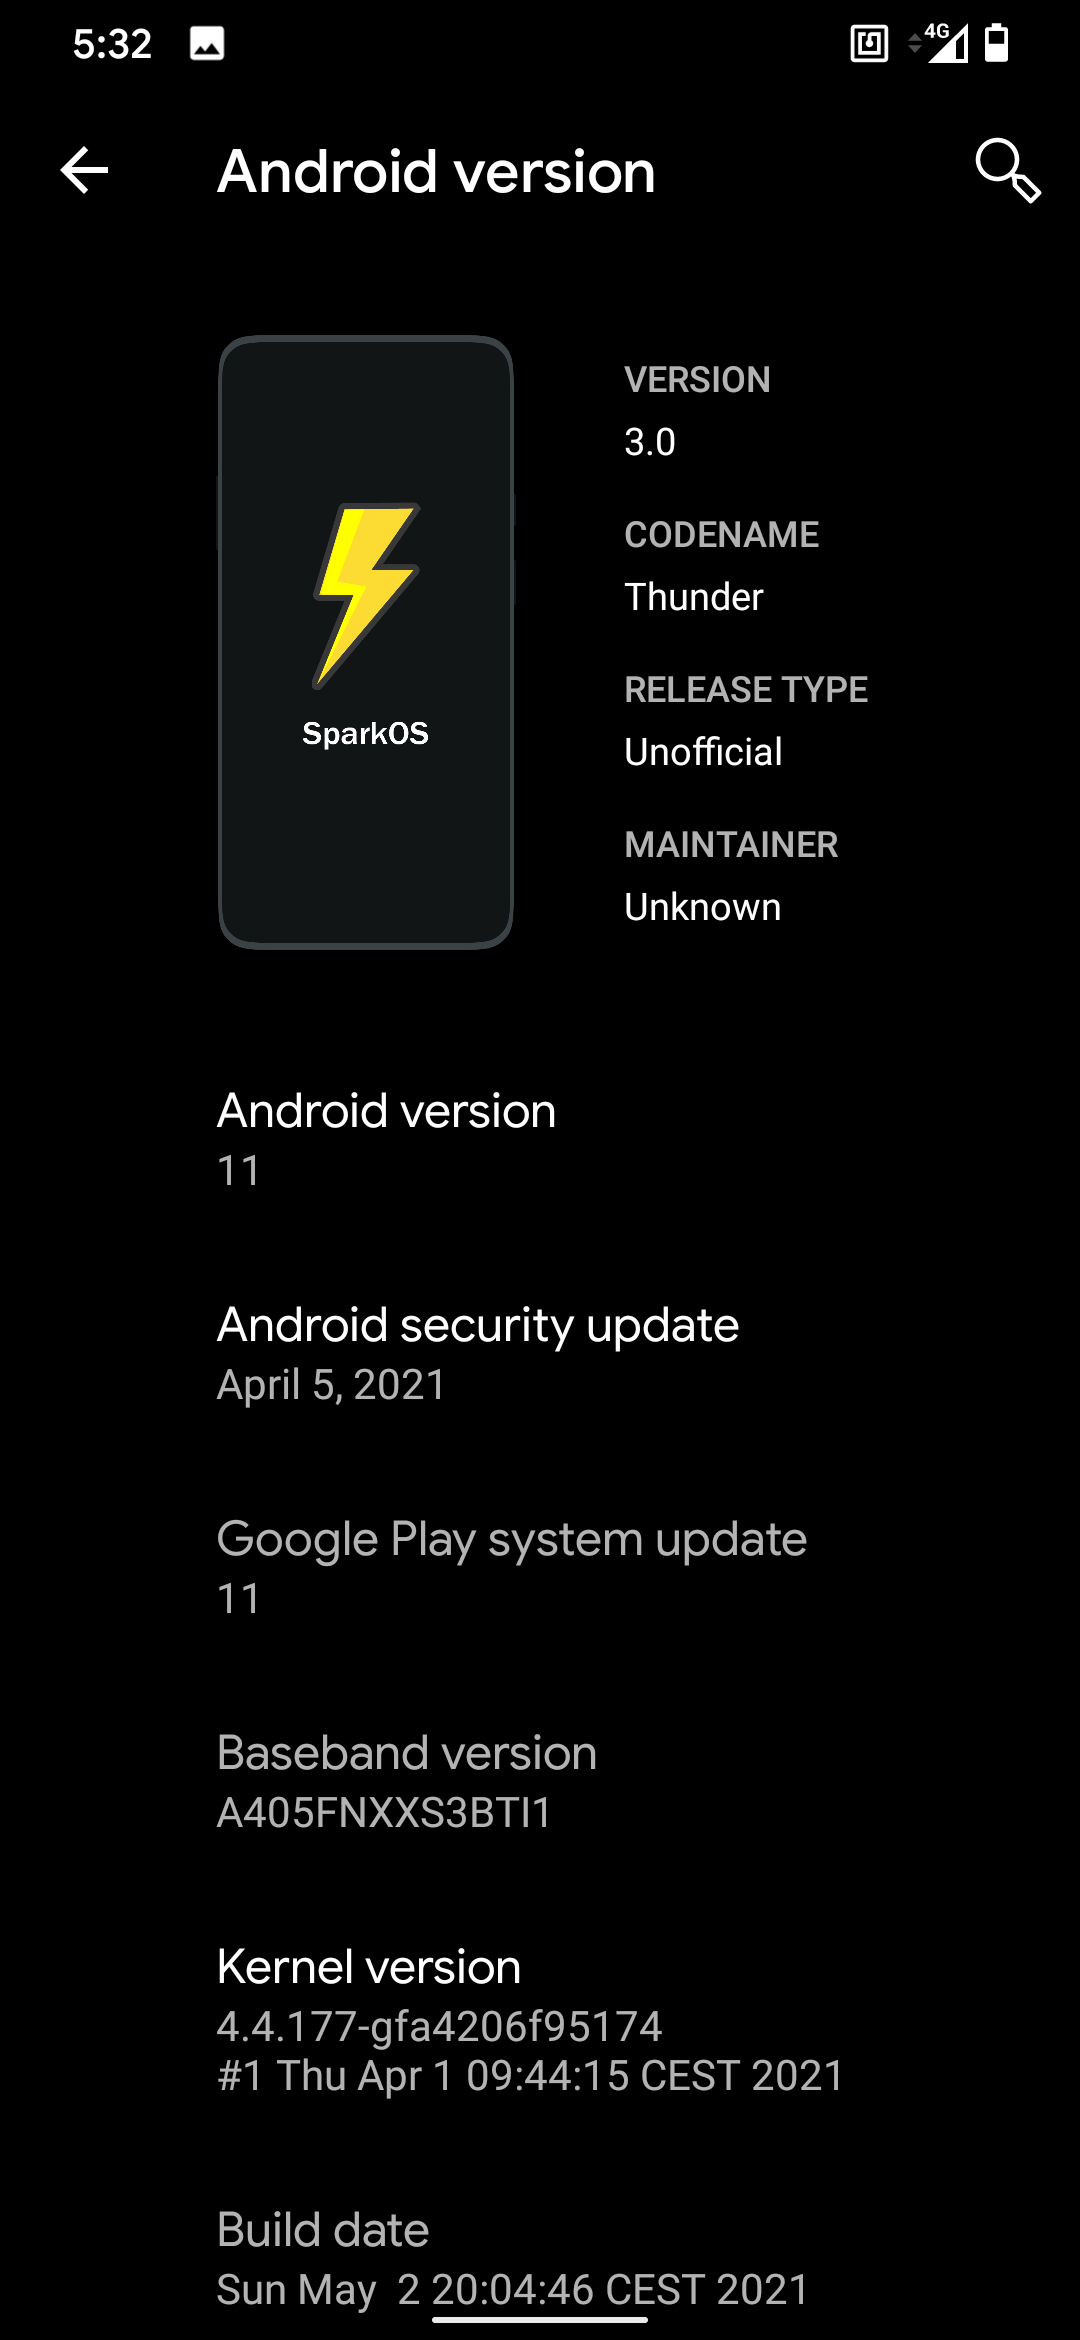 5:32
4G
Android version
SparkOS
VERSION
3.0
CODENAME
Thunder
RELEASE TYPE
Unofficial
MAINTAINER
Unknown
Android version
11
Android security update
April 5, 2021
Google Play system update
11
Baseband version
A405FNXXS3BTI1
Kernel version
4.4.177-gfa4206f95174
#1 Thu Apr 1 09:44:15 CEST 2021
Build date
Sun May  2 20:04:46 CEST 2021